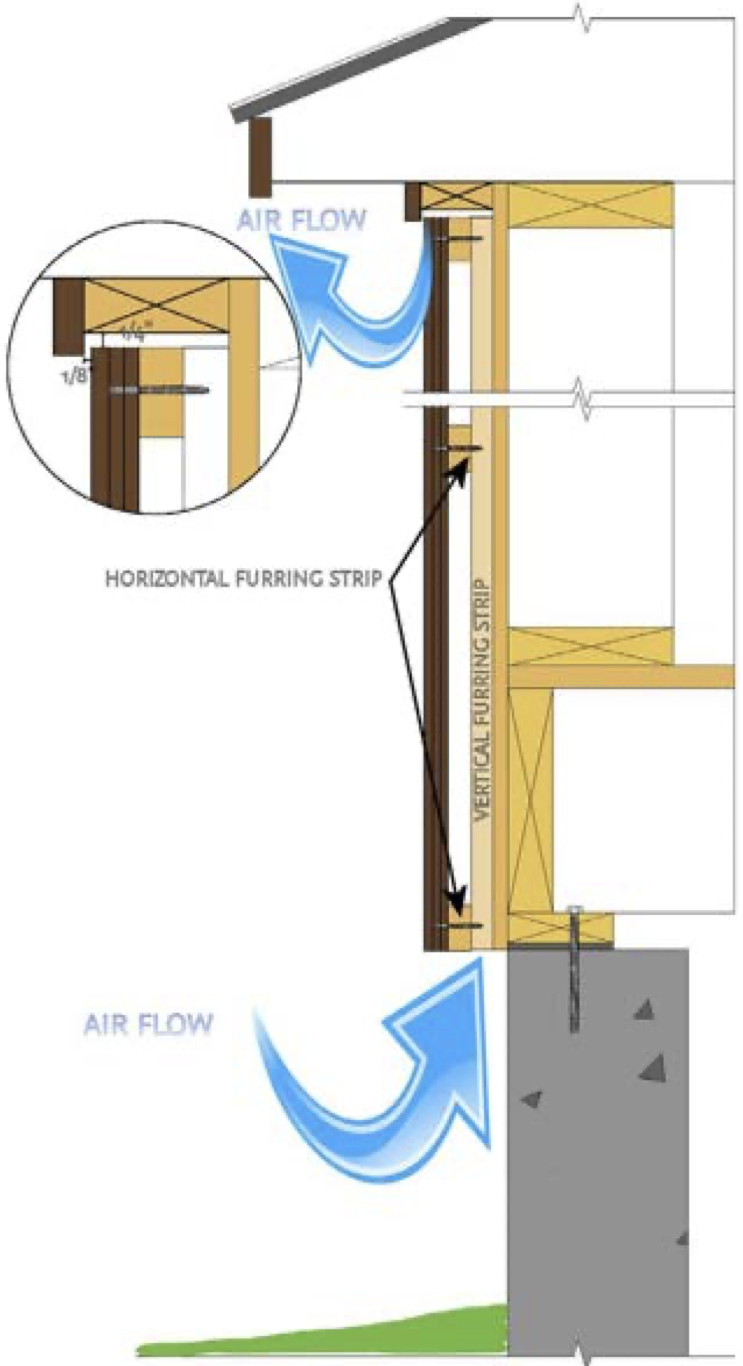 AIR FLOW
1/4"
1/8"
HORIZONTAL FURRING STRIP
VERTICAL FURRING STRIP
AIR FLOW